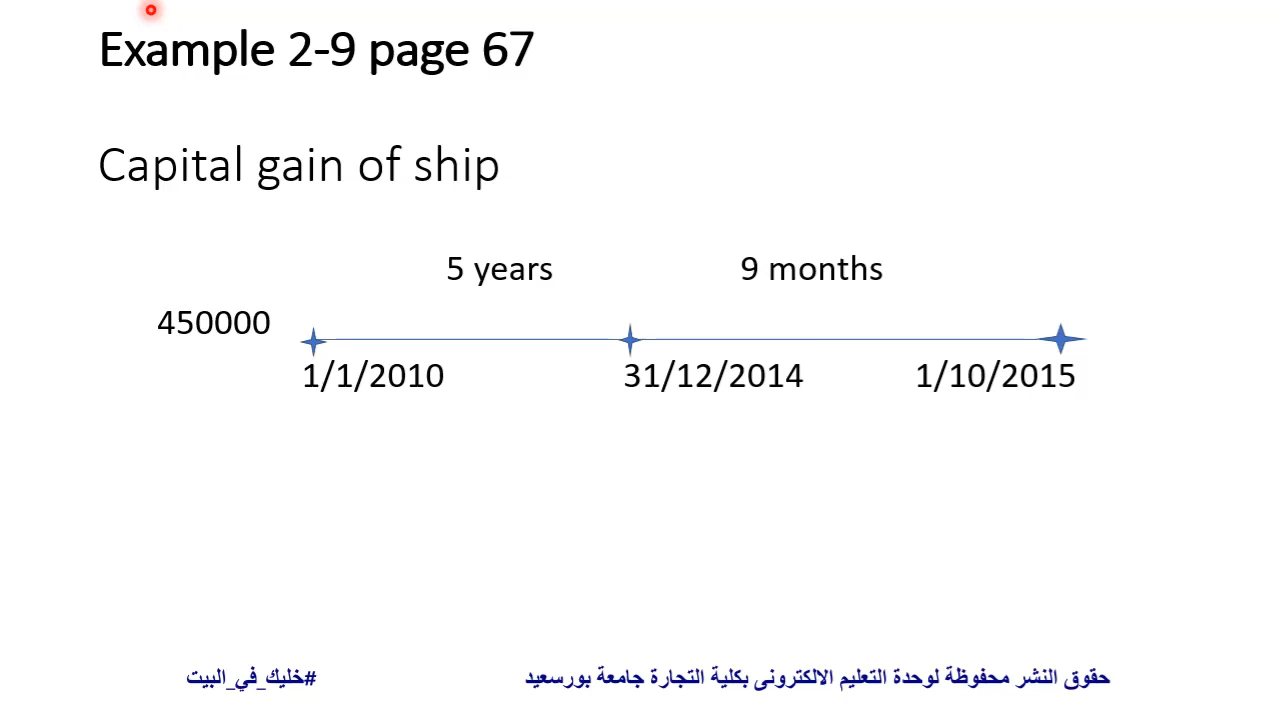 Example 2-9 page 67
Capital gain of ship
5 years 9 months
450000
1/1/2010 31/12/2014 1/10/2015
حقوق النشر محفوظة لوحدة التعليم الالكترونى بكلية التجارة جامعة بورسعيد #خليك_في_البيت